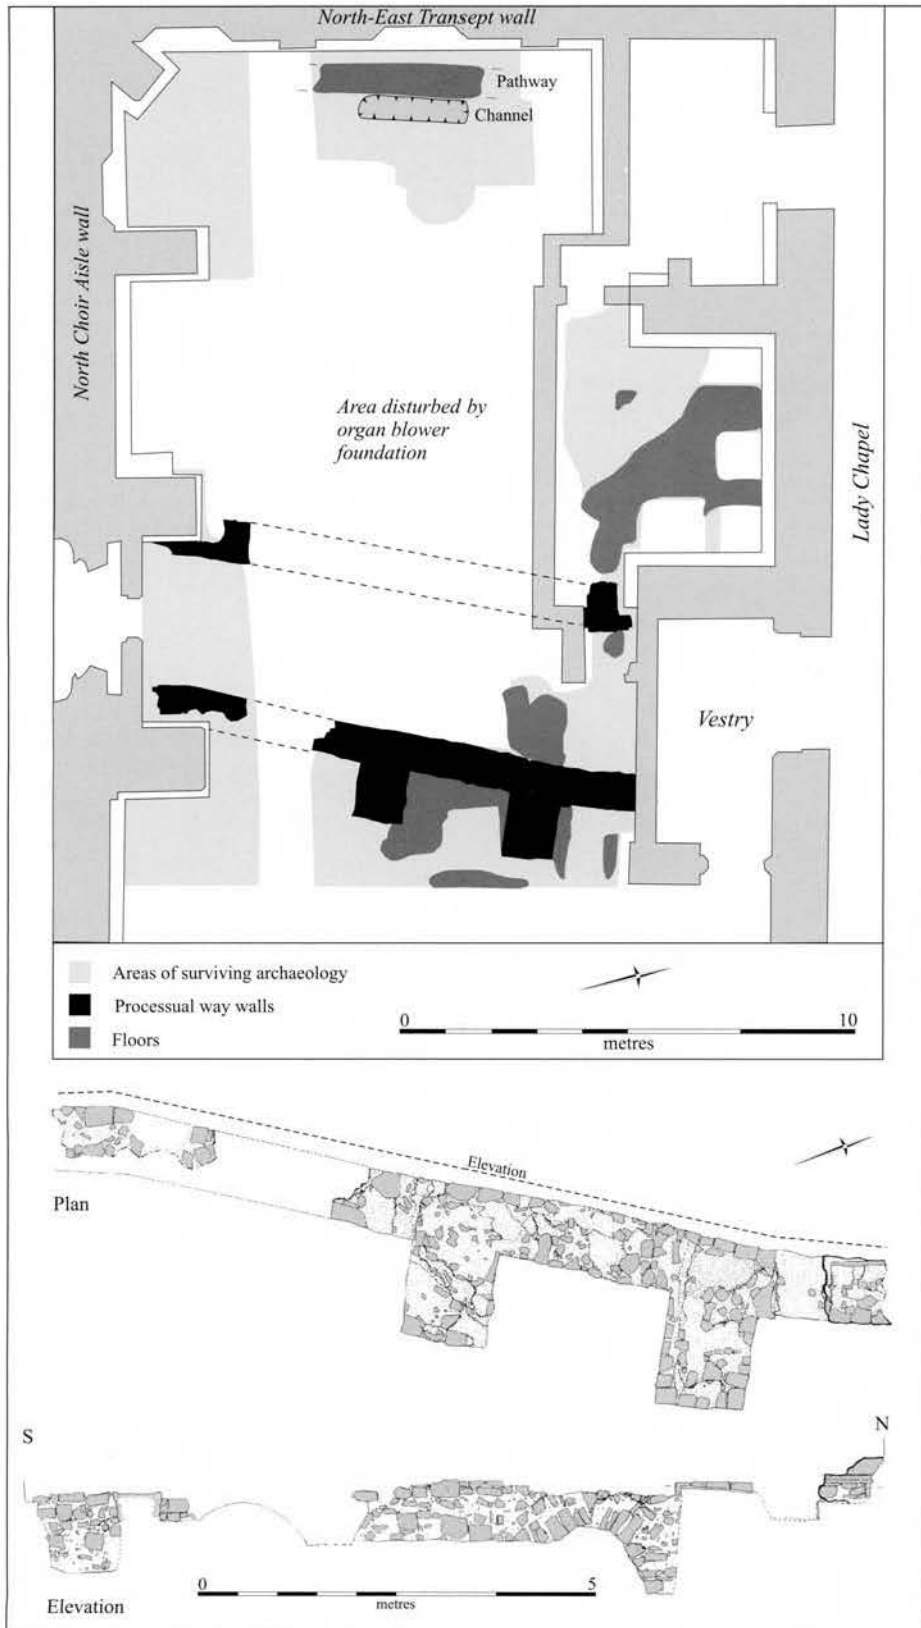 North-East Transept wall
Pathway
Channel
North Choir Aisle wall
Area disturbed by
organ blower
foundation
Lady Chapel
Vestry
Areas of surviving archaeology
Processual way walls
Floors
0 10
metres
Elevation
Plan
S N
0 5
metres
Elevation